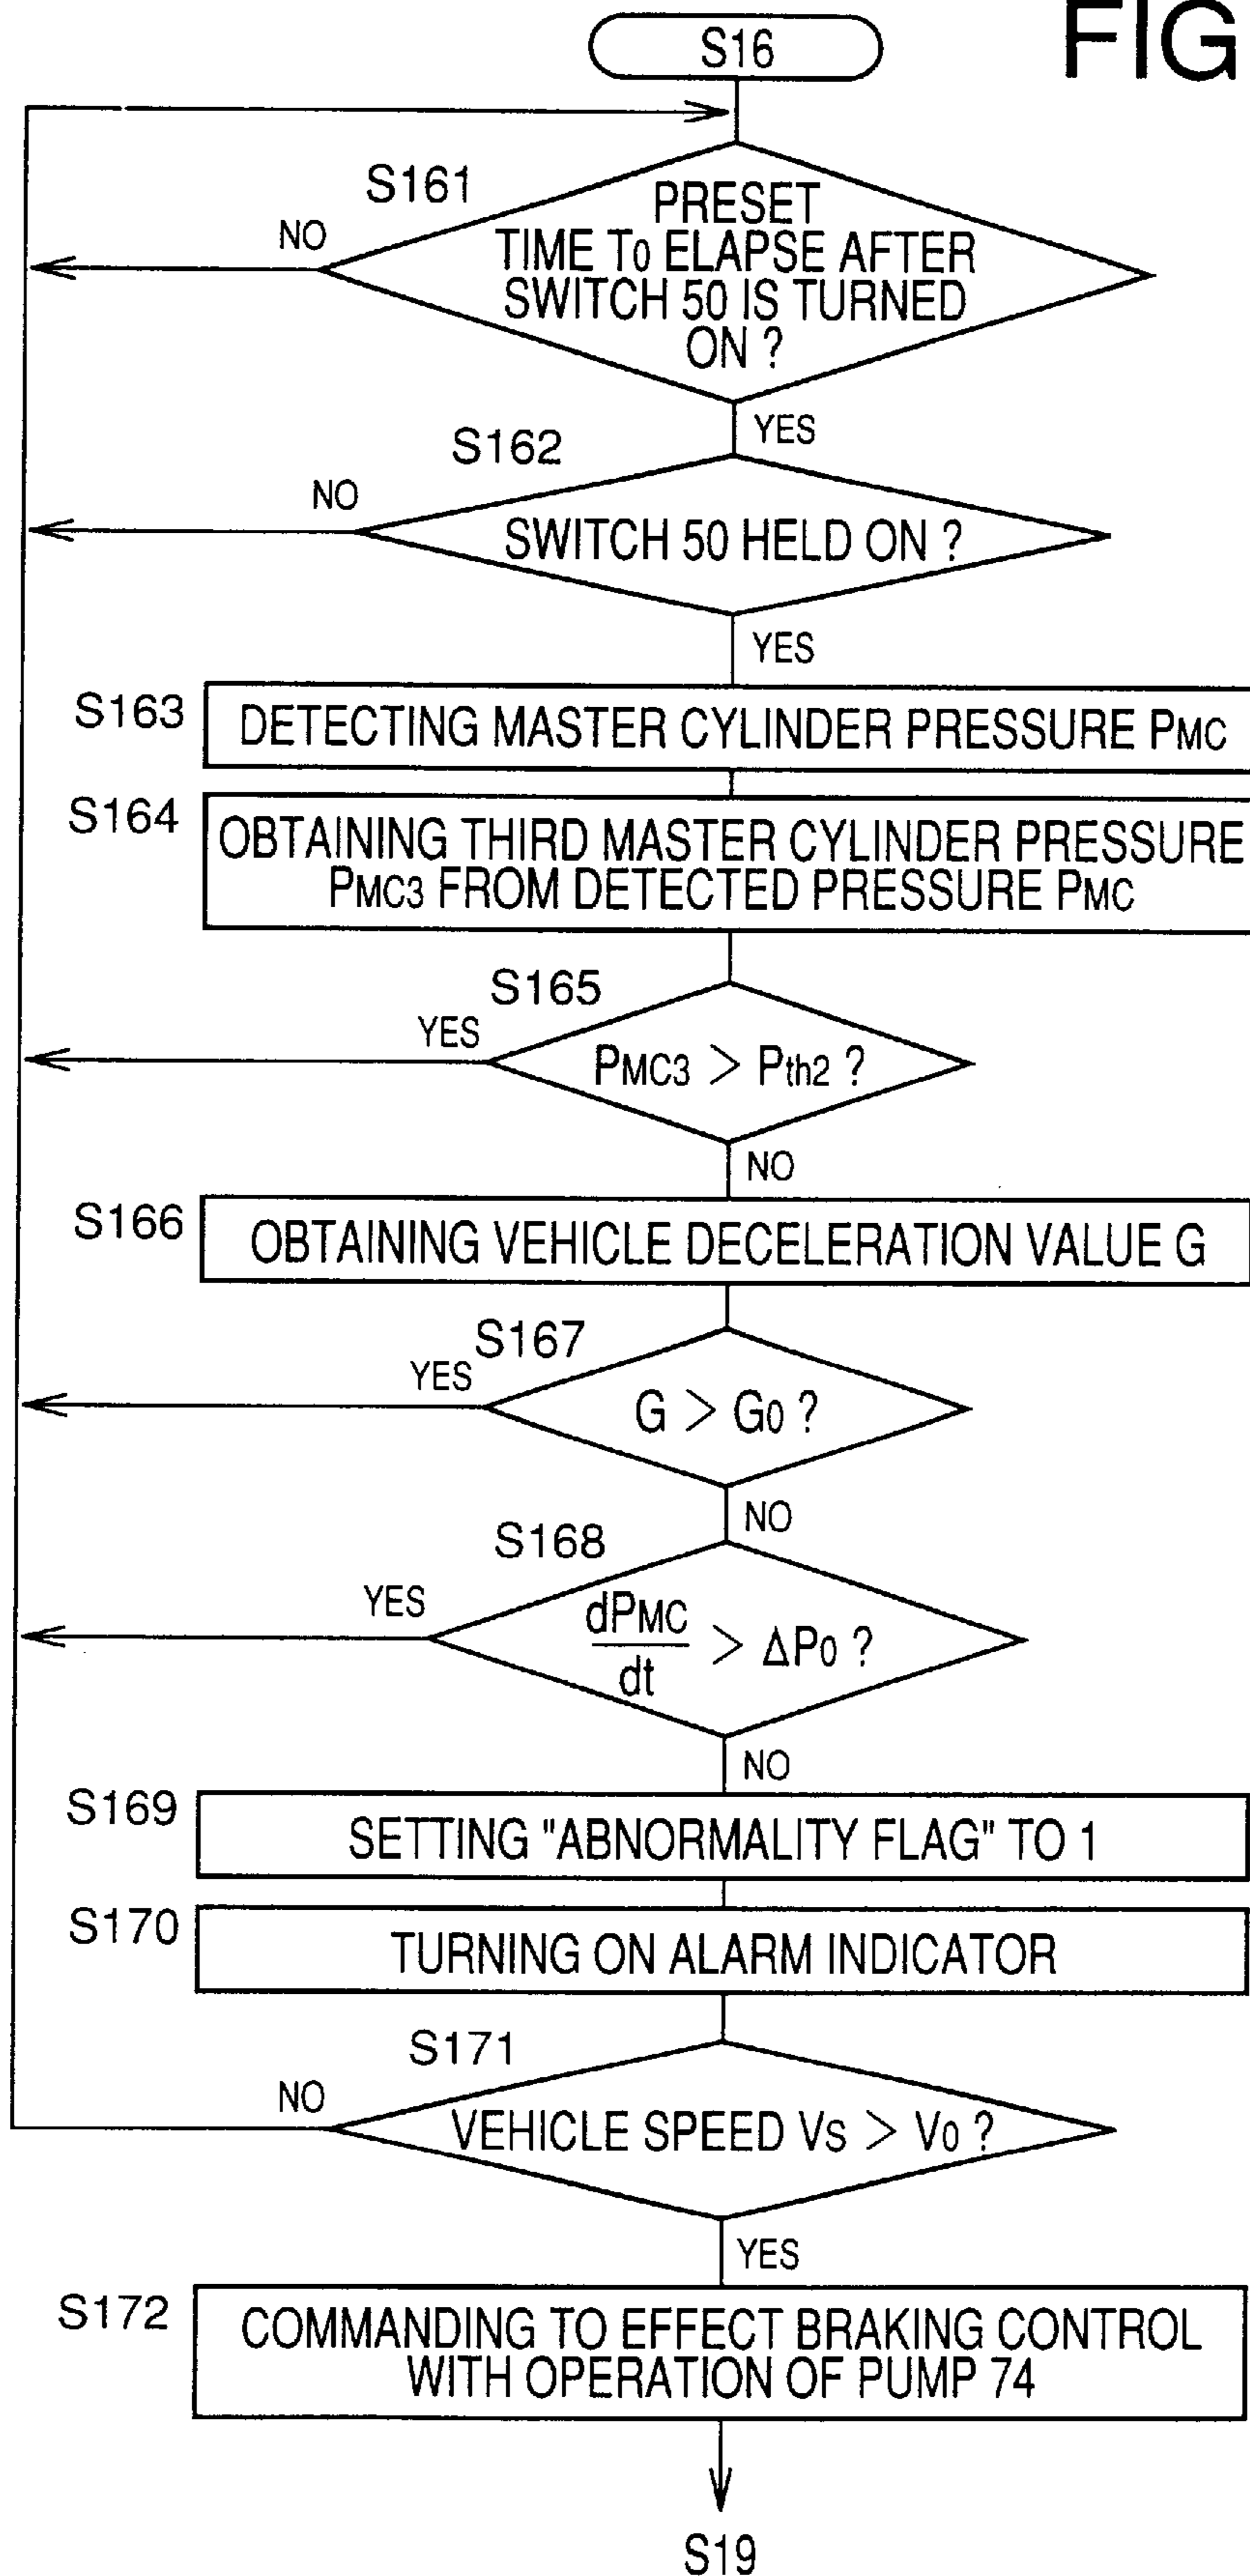 FIG
S16
S161
PRESET
TIME T0 ELAPSE AFTER
SWITCH 50 IS TURNED
ON ?
NO
YES
S162
SWITCH 50 HELD ON ?
NO
YES
S163
DETECTING MASTER CYLINDER PRESSURE PMC
S164
OBTAINING THIRD MASTER CYLINDER PRESSURE
PMC3 FROM DETECTED PRESSURE PMC
S165
PMC3 > Pth2 ?
YES
NO
S166
OBTAINING VEHICLE DECELERATION VALUE G
S167
G > G0 ?
YES
NO
S168
dPMC
dt
> ΔP0 ?
YES
NO
S169
SETTING "ABNORMALITY FLAG" TO 1
S170
TURNING ON ALARM INDICATOR
S171
VEHICLE SPEED VS > V0 ?
NO
YES
S172
COMMANDING TO EFFECT BRAKING CONTROL
WITH OPERATION OF PUMP 74
S19